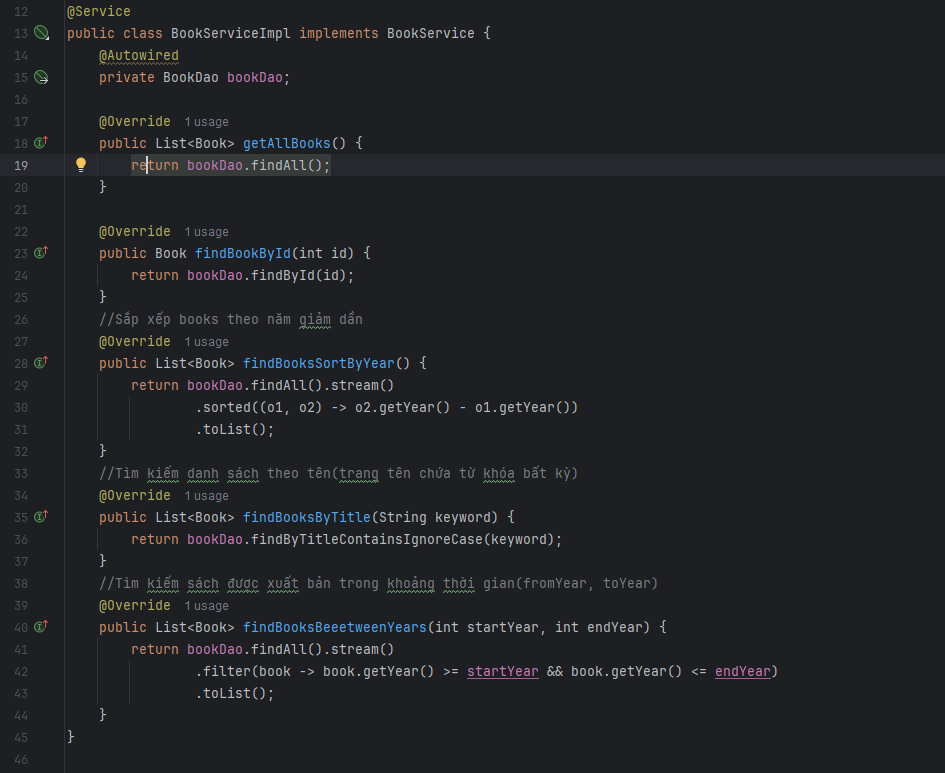 12 @Service
13 public class BookServiceImpl implements BookService {
14 @Autowired
15 private BookDao bookDao;
16
17 @Override 1 usage
18 public List<Book> getAllBooks() {
19 return bookDao.findAll();
20 }
21
22 @Override 1 usage
23 public Book findBookById(int id) {
24 return bookDao.findById(id);
25 }
26 //Sắp xếp books theo năm giảm dần
27 @Override 1 usage
28 public List<Book> findBooksSortByYear() {
29 return bookDao.findAll().stream()
30 .sorted((o1, o2) -> o2.getYear() - o1.getYear())
31 .toList();
32 }
33 //Tìm kiếm danh sách theo tên(trang tên chứa từ khóa bất kỳ)
34 @Override 1 usage
35 public List<Book> findBooksByTitle(String keyword) {
36 return bookDao.findByTitleContainsIgnoreCase(keyword);
37 }
38 //Tìm kiếm sách được xuất bản trong khoảng thời gian(fromYear, toYear)
39 @Override 1 usage
40 public List<Book> findBooksBeeetweenYears(int startYear, int endYear) {
41 return bookDao.findAll().stream()
42 .filter(book -> book.getYear() >= startYear && book.getYear() <= endYear)
43 .toList();
44 }
45 }
46